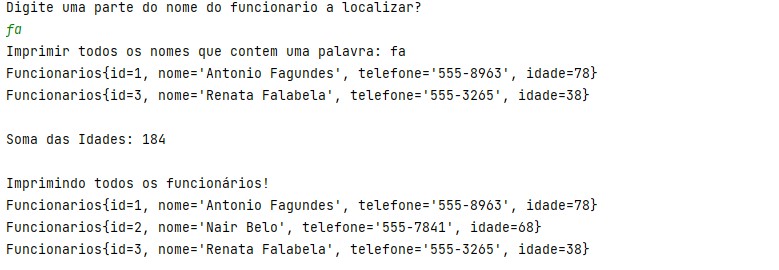 Digite uma parte do nome do funcionario a localizar?
fa
Imprimir todos os nomes que contem uma palavra: fa
Funcionarios{id=1, nome='Antonio Fagundes', telefone='555-8963', idade=78}
Funcionarios{id=3, nome='Renata Falabela', telefone='555-3265', idade=38}
Soma das Idades: 184
Imprimindo todos os funcionários!
Funcionarios{id=1, nome='Antonio Fagundes', telefone='555-8963', idade=78}
Funcionarios{id=2, nome='Nair Belo', telefone='555-7841', idade=68}
Funcionarios{id=3, nome='Renata Falabela', telefone='555-3265', idade=38}